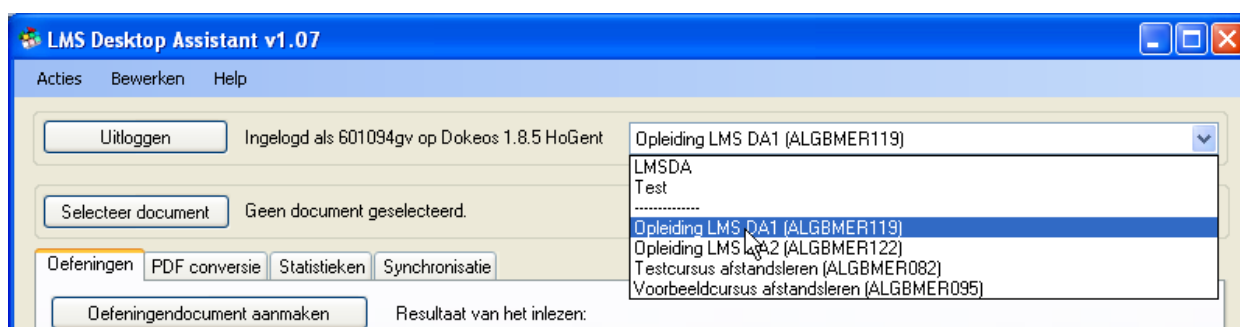 LMS Desktop Assistant v1.07
Acties Bewerken Help
Uitloggen Ingelogd als 601094gv op Dokeos 1.8.5 HoGent Opleiding LMS DA1 (ALGBMER119)
LMSDA
Test
-------------
Selecteer document Geen document geselecteerd.
Opleiding LMS DA1 (ALGBMER119)
Opleiding LMS DA2 (ALGBMER122)
Testcursus afstandsleren (ALGBMER082)
Voorbeeldcursus afstandsleren (ALGBMER095)
Oefeningen PDF conversie Statistieken Synchronisatie
Oefeningendocument aanmaken Resultaat van het inlezen: